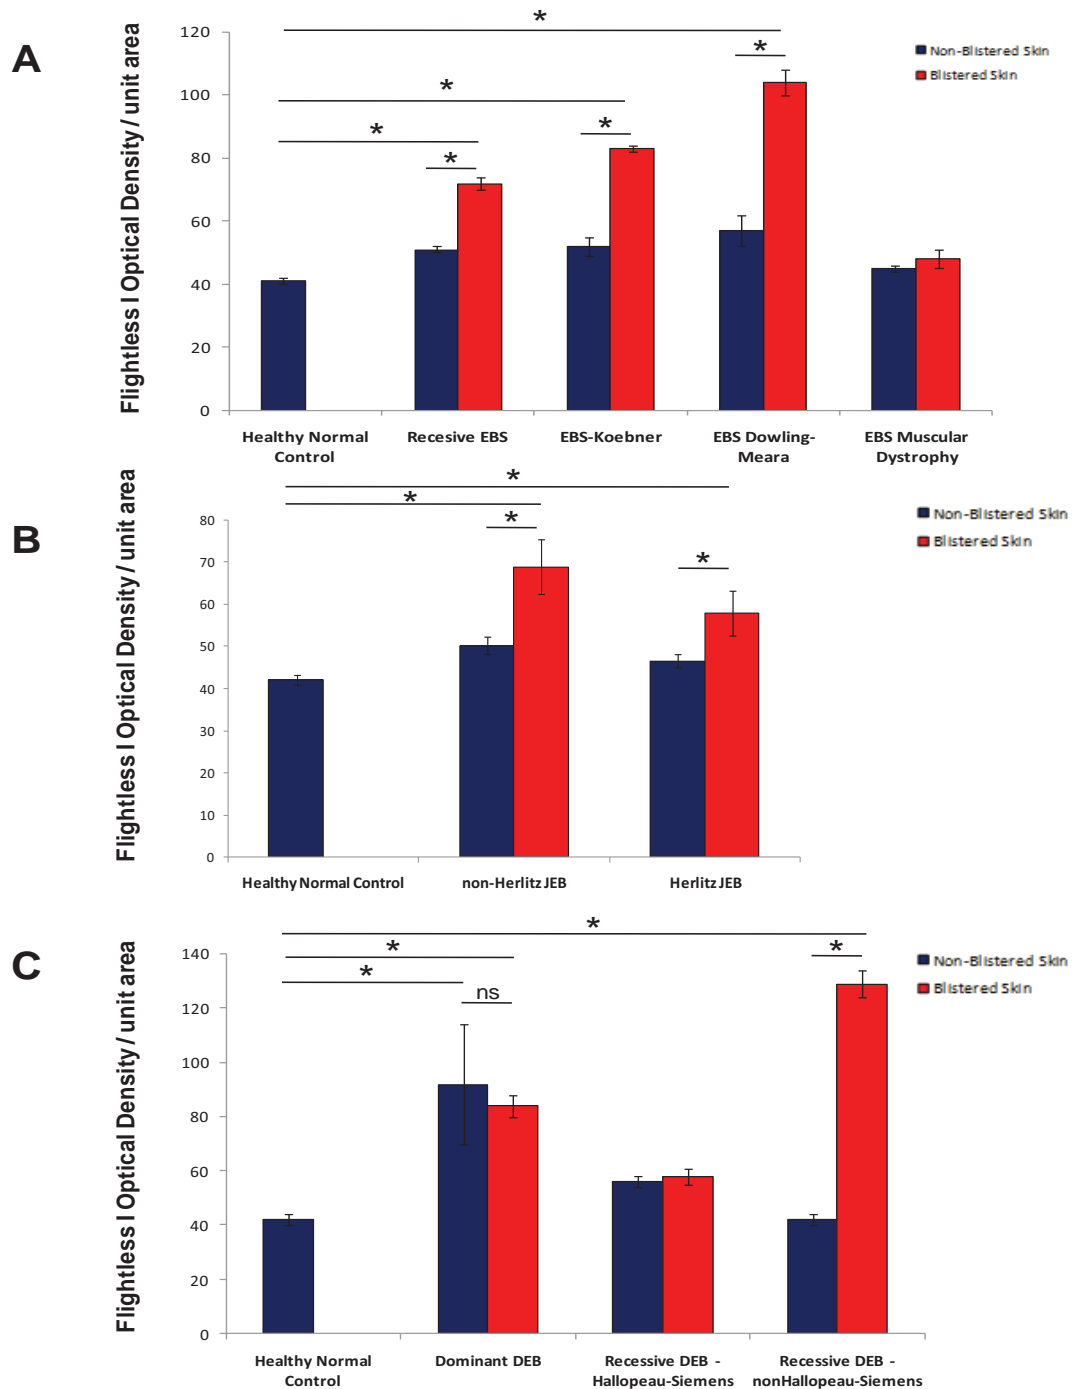 A
Flightless I Optical Density / unit area
120
100
80
60
40
20
0
*
*
*
*
*
*
Non-Blistered Skin
Blistered Skin
Healthy Normal
Control
Recesive EBS
EBS-Koebner
EBS Dowling-
Meara
EBS Muscular
Dystrophy
B
Flightless I Optical Density / unit area
80
70
60
50
40
30
20
10
0
*
*
*
*
Non-Blistered Skin
Blistered Skin
Healthy Normal Control
non-Herlitz JEB
Herlitz JEB
C
Flightless I Optical Density / unit area
140
120
100
80
60
40
20
0
*
*
*
*
ns
Non-Blistered Skin
Blistered Skin
Healthy Normal
Control
Dominant DEB
Recessive DEB -
Hallopeau-Siemens
Recessive DEB -
nonHallopeau-Siemens